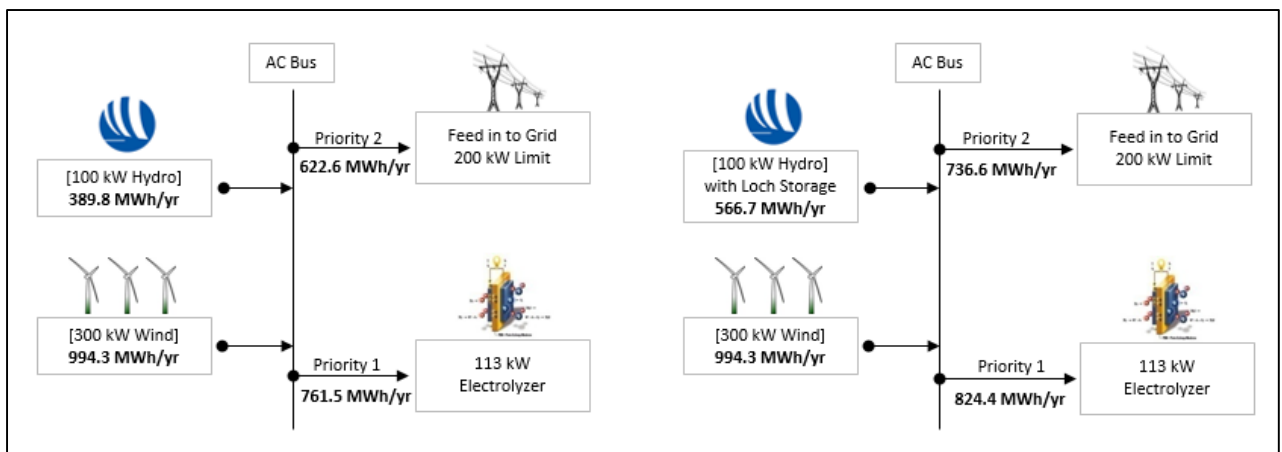 AC Bus
Priority 2
622.6 MWh/yr
Feed in to Grid
200 kW Limit
[100 kW Hydro]
389.8 MWh/yr
[300 kW Wind]
994.3 MWh/yr
Priority 1
761.5 MWh/yr
113 kW
Electrolyzer
AC Bus
Priority 2
736.6 MWh/yr
Feed in to Grid
200 kW Limit
[100 kW Hydro]
with Loch Storage
566.7 MWh/yr
[300 kW Wind]
994.3 MWh/yr
Priority 1
824.4 MWh/yr
113 kW
Electrolyzer